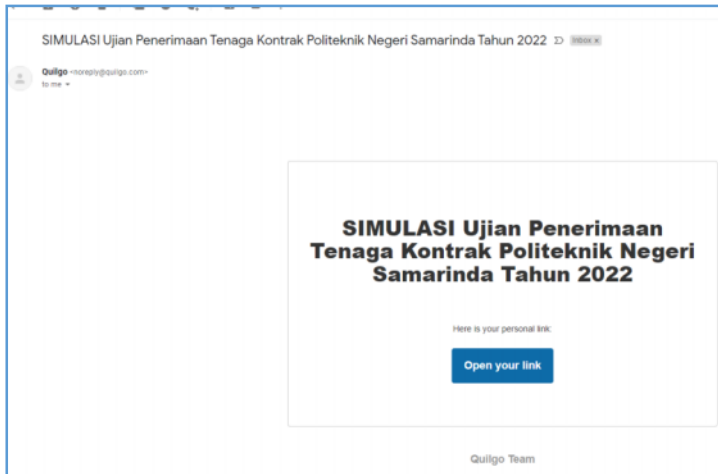 SIMULASI Ujian Penerimaan Tenaga Kontrak Politeknik Negeri Samarinda Tahun 2022 Inbox x
Quilgo <noreply@quilgo.com>
to me
SIMULASI Ujian Penerimaan
Tenaga Kontrak Politeknik Negeri
Samarinda Tahun 2022
Here is your personal link:
Open your link
Quilgo Team